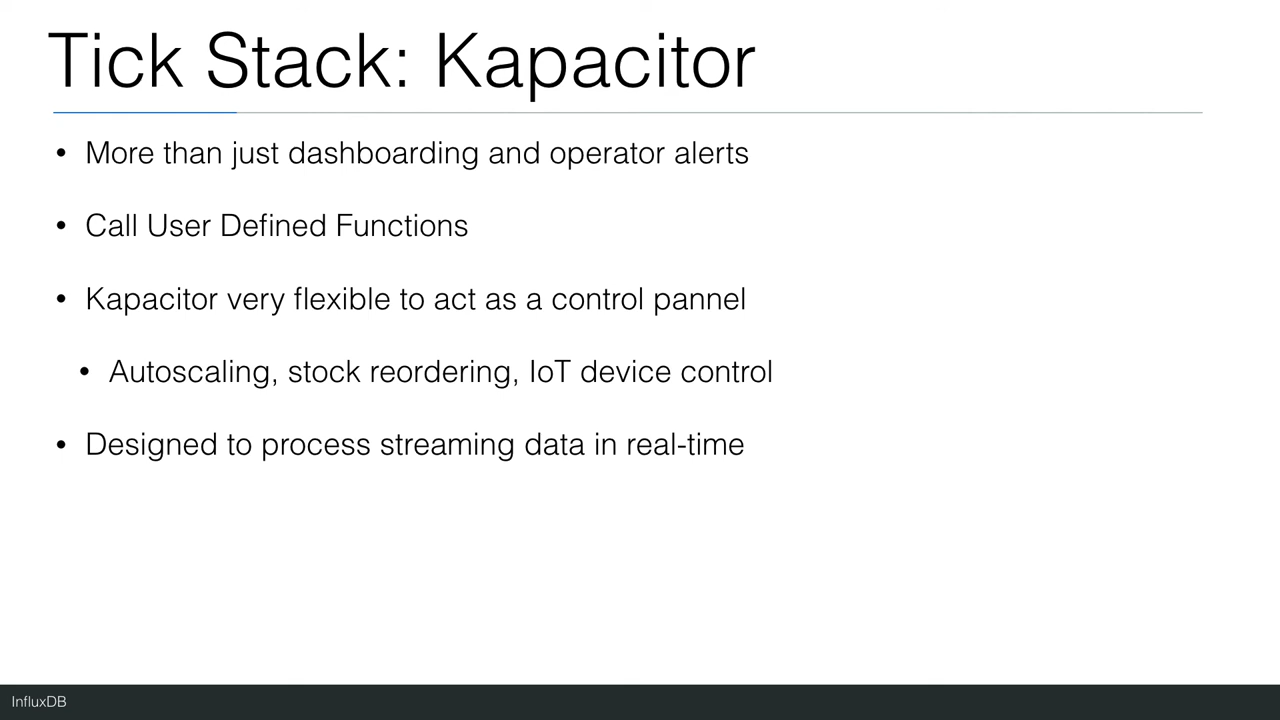 Tick Stack: Kapacitor
• More than just dashboarding and operator alerts
• Call User Defined Functions
• Kapacitor very flexible to act as a control pannel
• Autoscaling, stock reordering, IoT device control
• Designed to process streaming data in real-time
InfluxDB